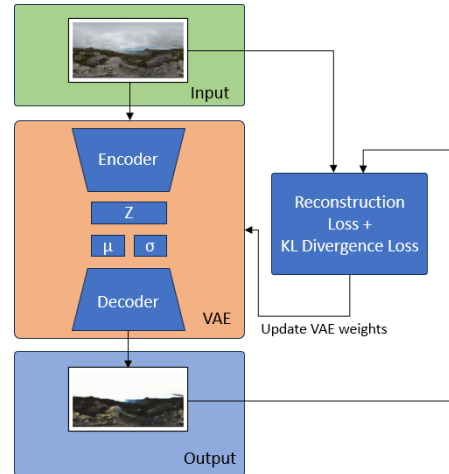 Input
Encoder
Z
μ σ
Decoder
VAE
Reconstruction
Loss +
KL Divergence Loss
Update VAE weights
Output